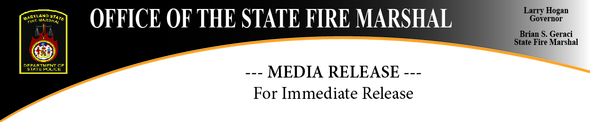 MARYLAND STATE
FIRE MARSHAL
DEPARTMENT OF
STATE POLICE
OFFICE OF THE STATE FIRE MARSHAL
Larry Hogan
Governor
Brian S. Geraci
State Fire Marshal
--- MEDIA RELEASE ---
For Immediate Release